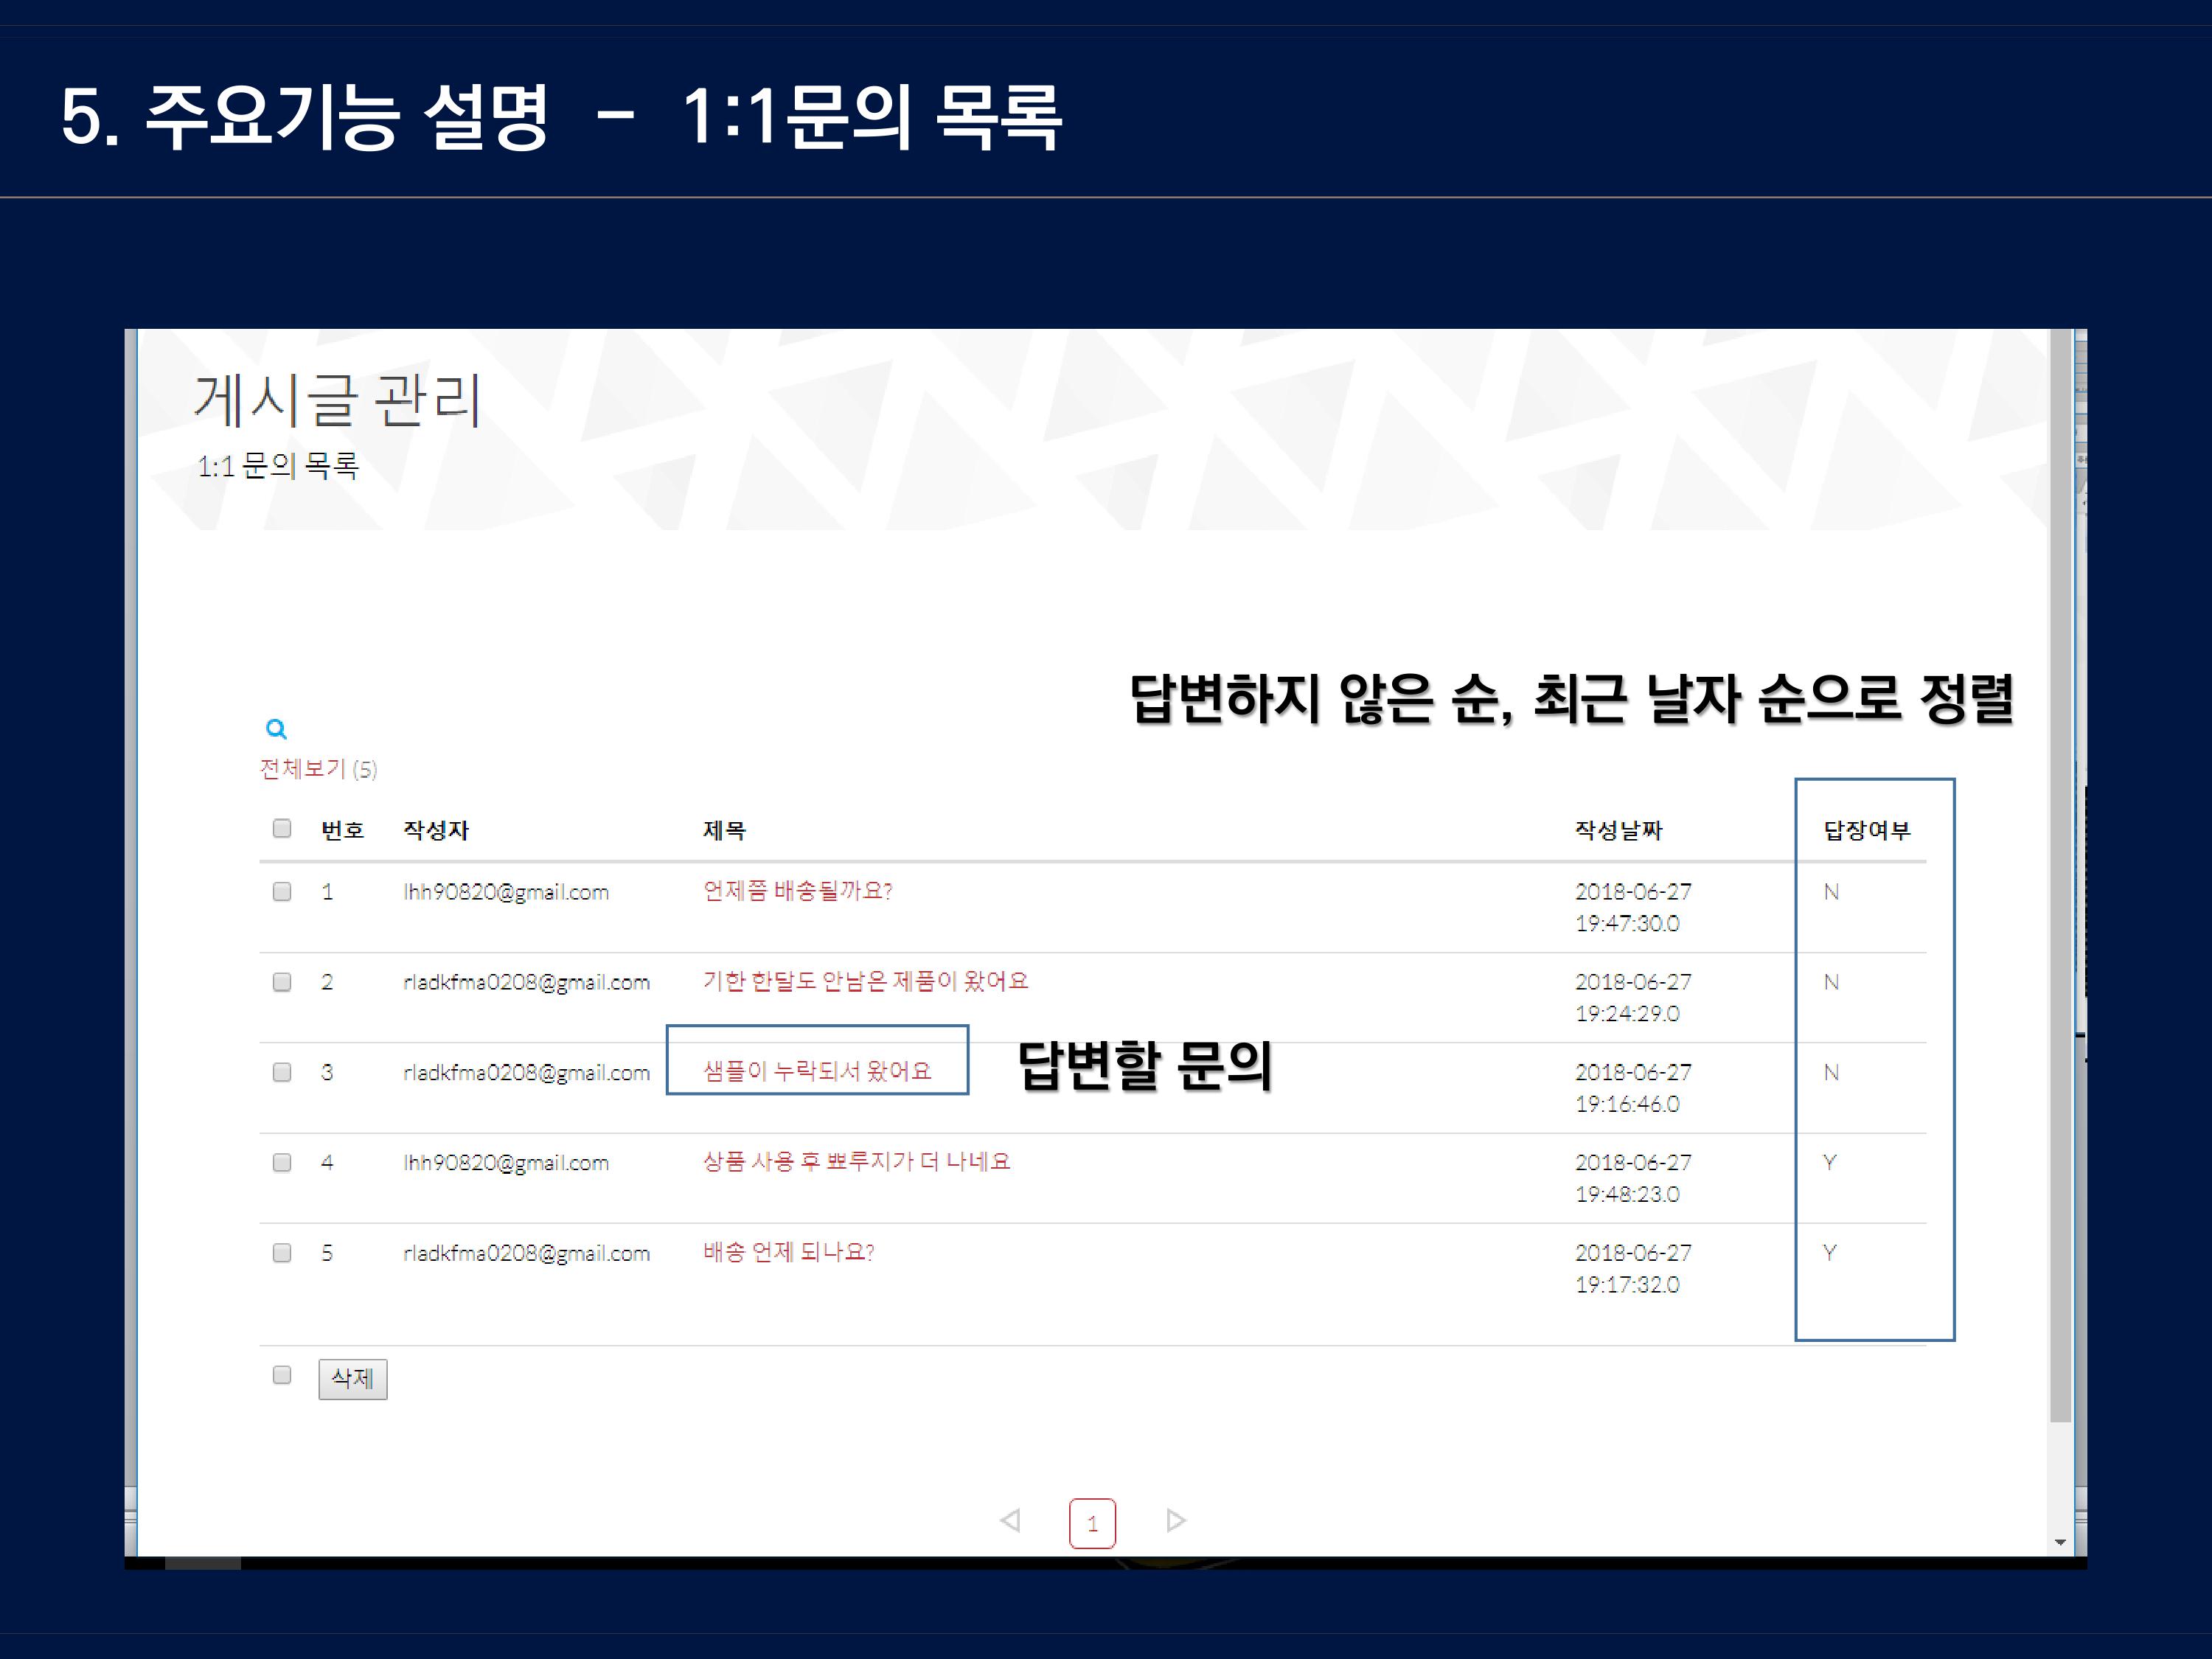 5. 주요기능 설명 - 1:1문의 목록
게시글 관리
1:1 문의 목록
답변하지 않은 순, 최근 날자 순으로 정렬
전체보기 (5)
번호 작성자 제목 작성날짜 답장여부
1 lhh90820@gmail.com 언제쯤 배송될까요? 2018-06-27 N
19:47:30.0
2 rladkfma0208@gmail.com 기한 한달도 안남은 제품이 왔어요 2018-06-27 N
19:24:29.0
3 rladkfma0208@gmail.com 샘플이 누락되서 왔어요 답변할 문의 2018-06-27 N
19:16:46.0
4 lhh90820@gmail.com 상품 사용 후 뾰루지가 더 나네요 2018-06-27 Y
19:48:23.0
5 rladkfma0208@gmail.com 배송 언제 되나요? 2018-06-27 Y
19:17:32.0
삭제
1